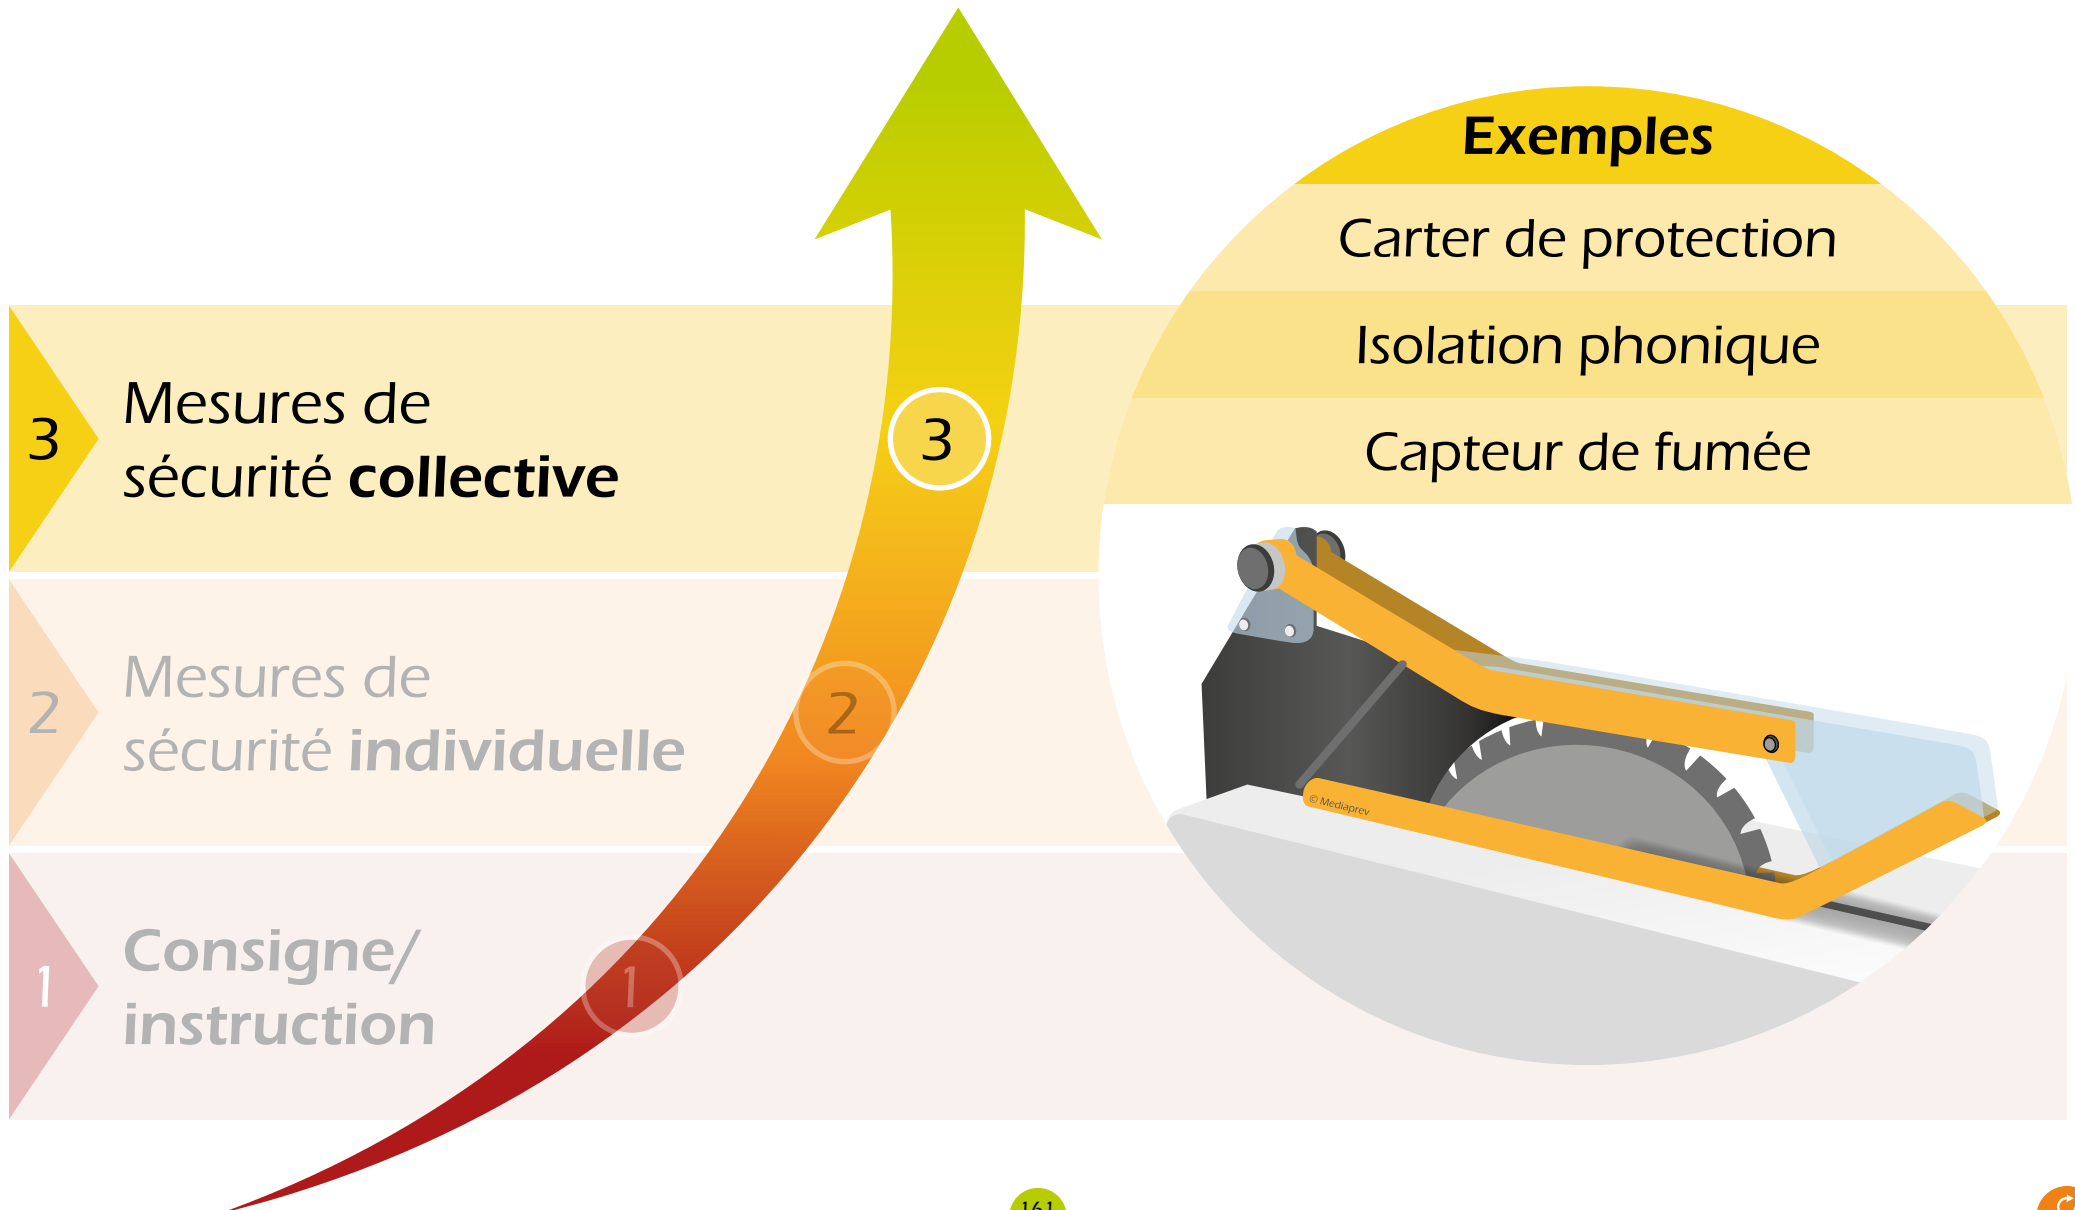 Exemples
Carter de protection
Isolation phonique
Capteur de fumée
3
Mesures de
sécurité collective
3
2
Mesures de
sécurité individuelle
2
1
Consigne/
instruction
1
© Mediaprev
161